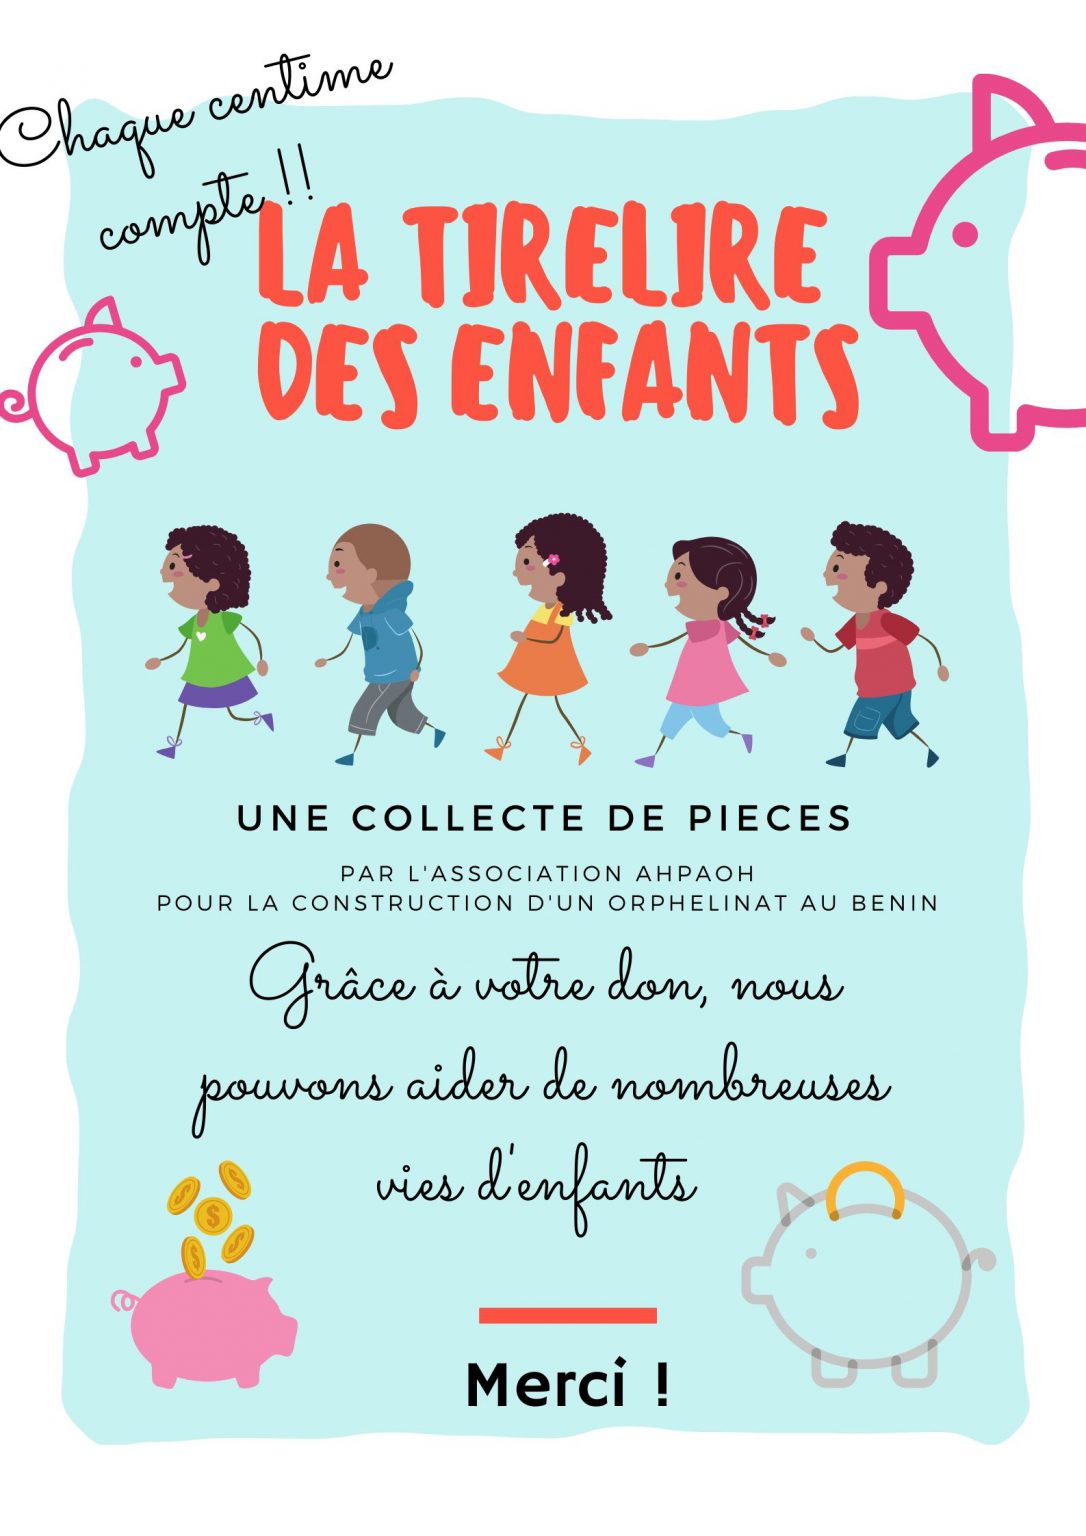 Chaque centime
compte !!
LA TIRELIRE
DES ENFANTS
UNE COLLECTE DE PIECES
PAR L'ASSOCIATION AHPAOH
POUR LA CONSTRUCTION D'UN ORPHELINAT AU BENIN
Grâce à votre don, nous
pouvons aider de nombreuses
vies d'enfants
Merci !